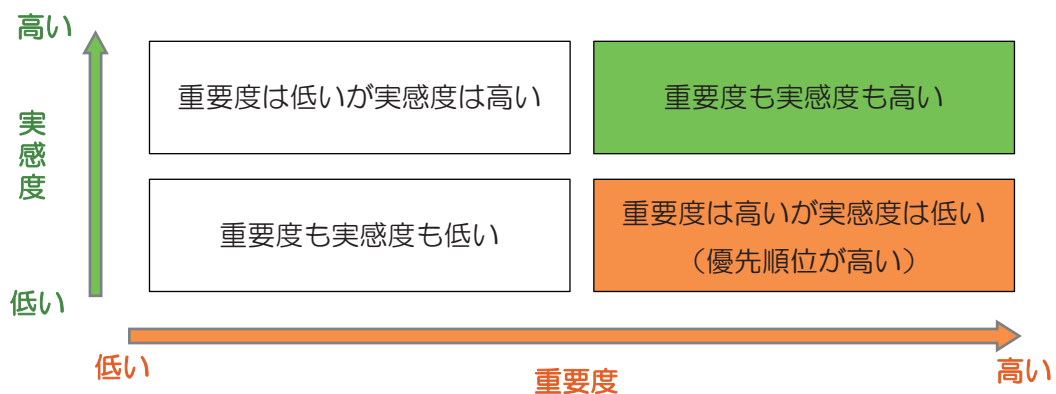 高い
実感度
低い
重要度は低いが実感度は高い
重要度も実感度も高い
重要度も実感度も低い
重要度は高いが実感度は低い
（優先順位が高い）
低い
重要度
高い